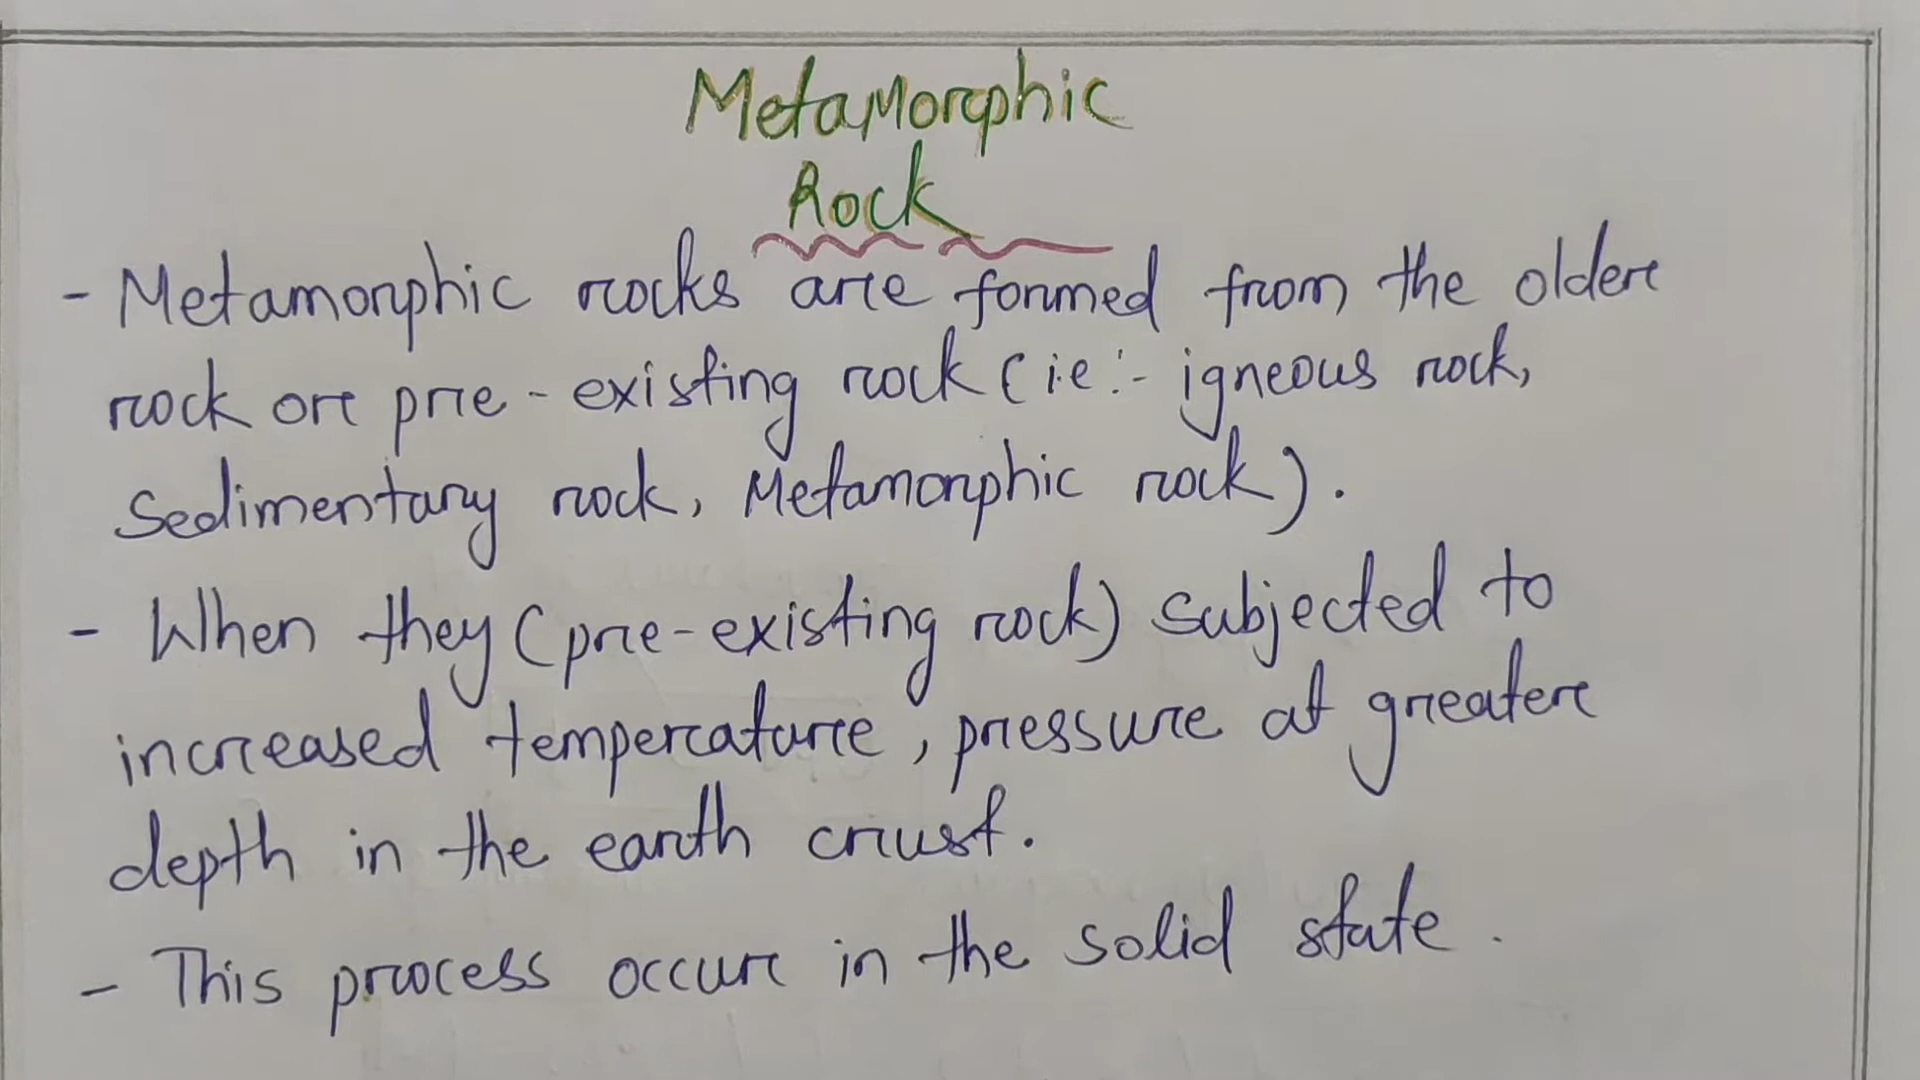 Metamorphic
Rock
- Metamorphic rocks are formed from the older
rock or pre-existing rock (i.e:- igneous rock,
Sedimentary rock, Metamorphic rock).
- When they (pre-existing rock) subjected to
increased temperature, pressure at greater
depth in the earth crust.
- This process occur in the solid state.